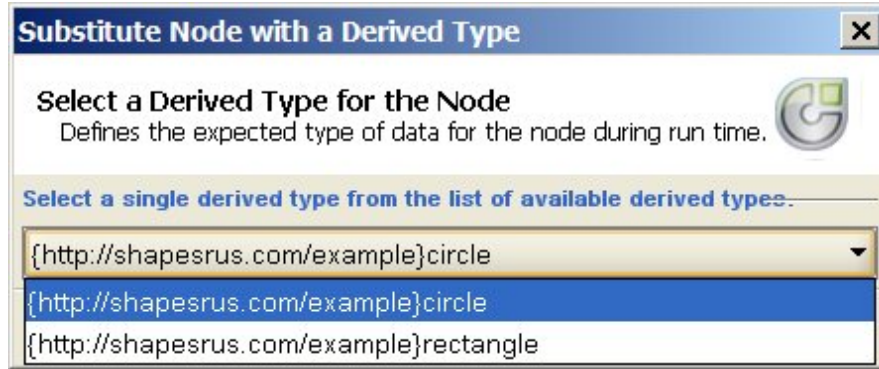 Substitute Node with a Derived Type
Select a Derived Type for the Node
Defines the expected type of data for the node during run time.
Select a single derived type from the list of available derived types.
{http://shapesrus.com/example}circle
{http://shapesrus.com/example}circle
{http://shapesrus.com/example}rectangle